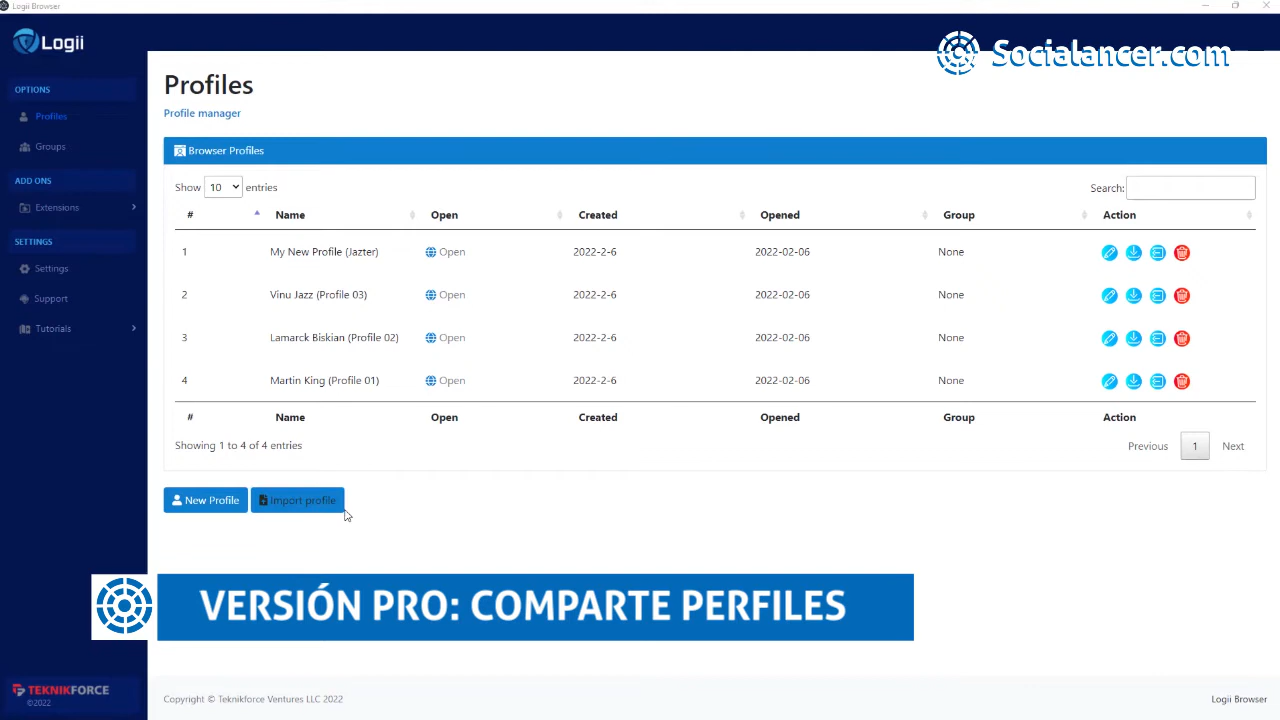 Logii Browser
Logii
Socialancer.com
OPTIONS
Profiles
Groups
ADD ONS
Extensions
SETTINGS
Settings
Support
Tutorials
TEKNIKFORCE
©2022
Profiles
Profile manager
Browser Profiles
Show 10 entries
Search:
# Name Open Created Opened Group Action
1 My New Profile (Jazter) Open 2022-2-6 2022-02-06 None
2 Vinu Jazz (Profile 03) Open 2022-2-6 2022-02-06 None
3 Lamarck Biskian (Profile 02) Open 2022-2-6 2022-02-06 None
4 Martin King (Profile 01) Open 2022-2-6 2022-02-06 None
# Name Open Created Opened Group Action
Showing 1 to 4 of 4 entries
Previous 1 Next
New Profile Import profile
VERSIÓN PRO: COMPARTE PERFILES
Copyright © Teknikforce Ventures LLC 2022
Logii Browser